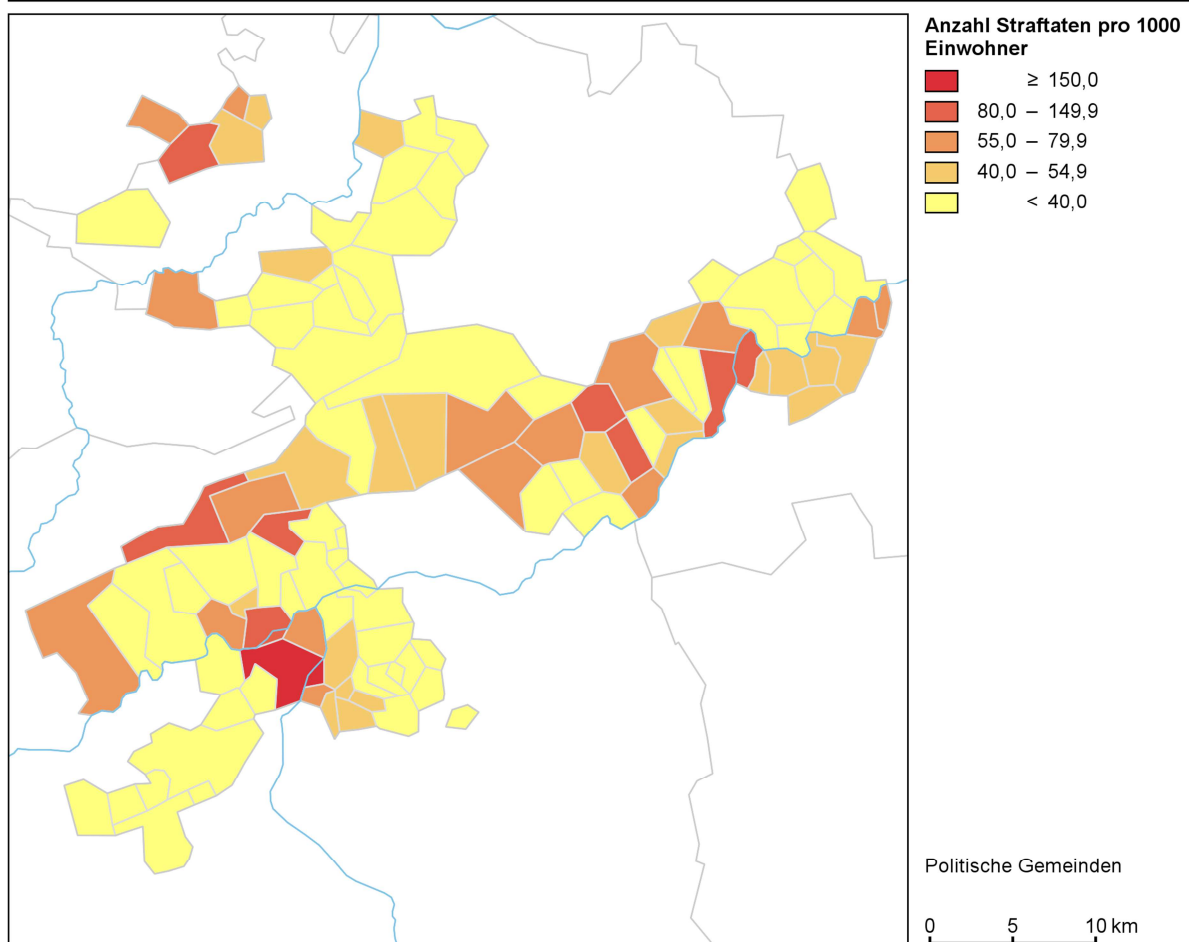 Anzahl Straftaten pro 1000
Einwohner
≥ 150,0
80,0 – 149,9
55,0 – 79,9
40,0 – 54,9
< 40,0
Politische Gemeinden
0 5 10 km